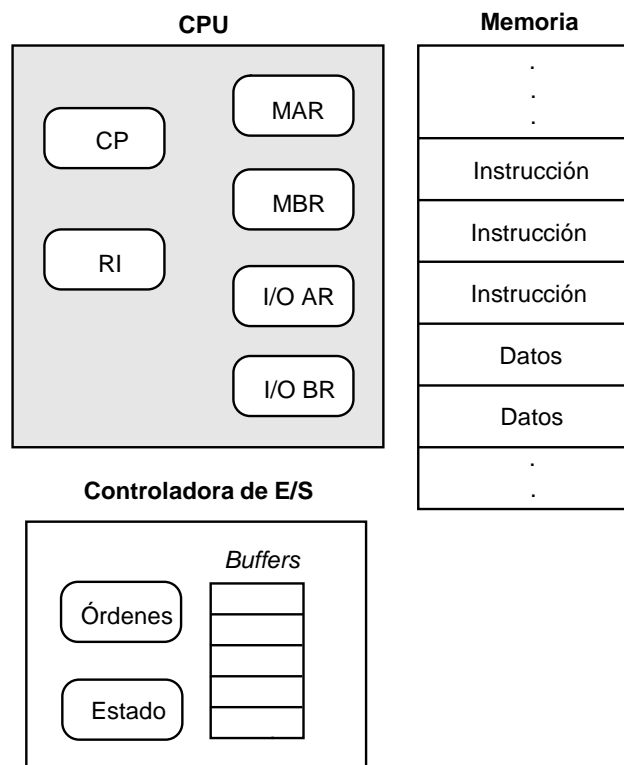 CPU
CP
RI
MAR
MBR
I/O AR
I/O BR
Memoria
.
.
.
Instrucción
Instrucción
Instrucción
Datos
Datos
.
.
Controladora de E/S
Buffers
Órdenes
Estado